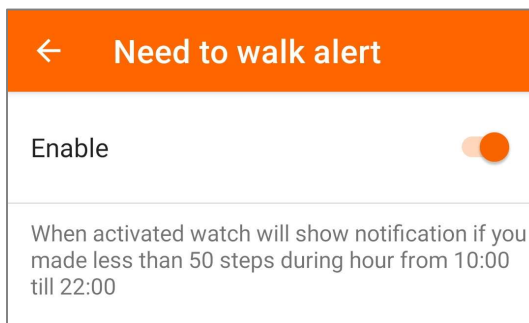 Need to walk alert
Enable
When activated watch will show notification if you
made less than 50 steps during hour from 10:00
till 22:00